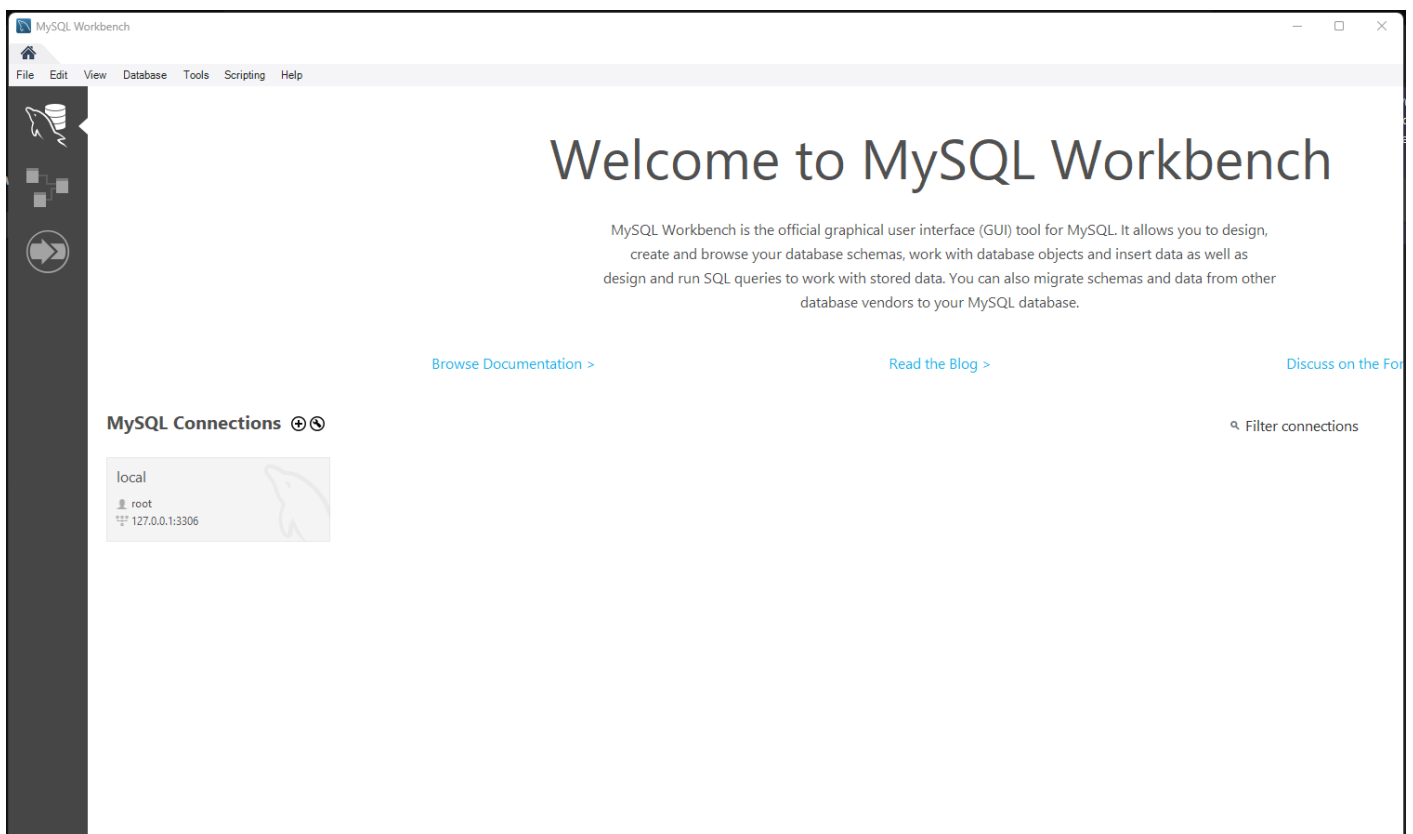 MySQL Workbench
File Edit View Database Tools Scripting Help
Welcome to MySQL Workbench
MySQL Workbench is the official graphical user interface (GUI) tool for MySQL. It allows you to design,
create and browse your database schemas, work with database objects and insert data as well as
design and run SQL queries to work with stored data. You can also migrate schemas and data from other
database vendors to your MySQL database.
Browse Documentation > Read the Blog > Discuss on the For
MySQL Connections Filter connections
local
root
127.0.0.1:3306